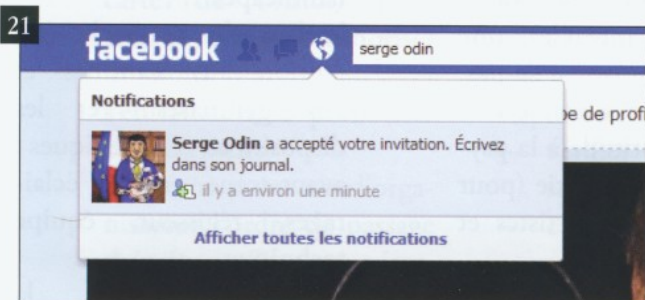 21
facebook
serge odin
Notifications
be de profi
Serge Odin a accepté votre invitation. Écrivez
dans son journal.
il y a environ une minute
Afficher toutes les notifications